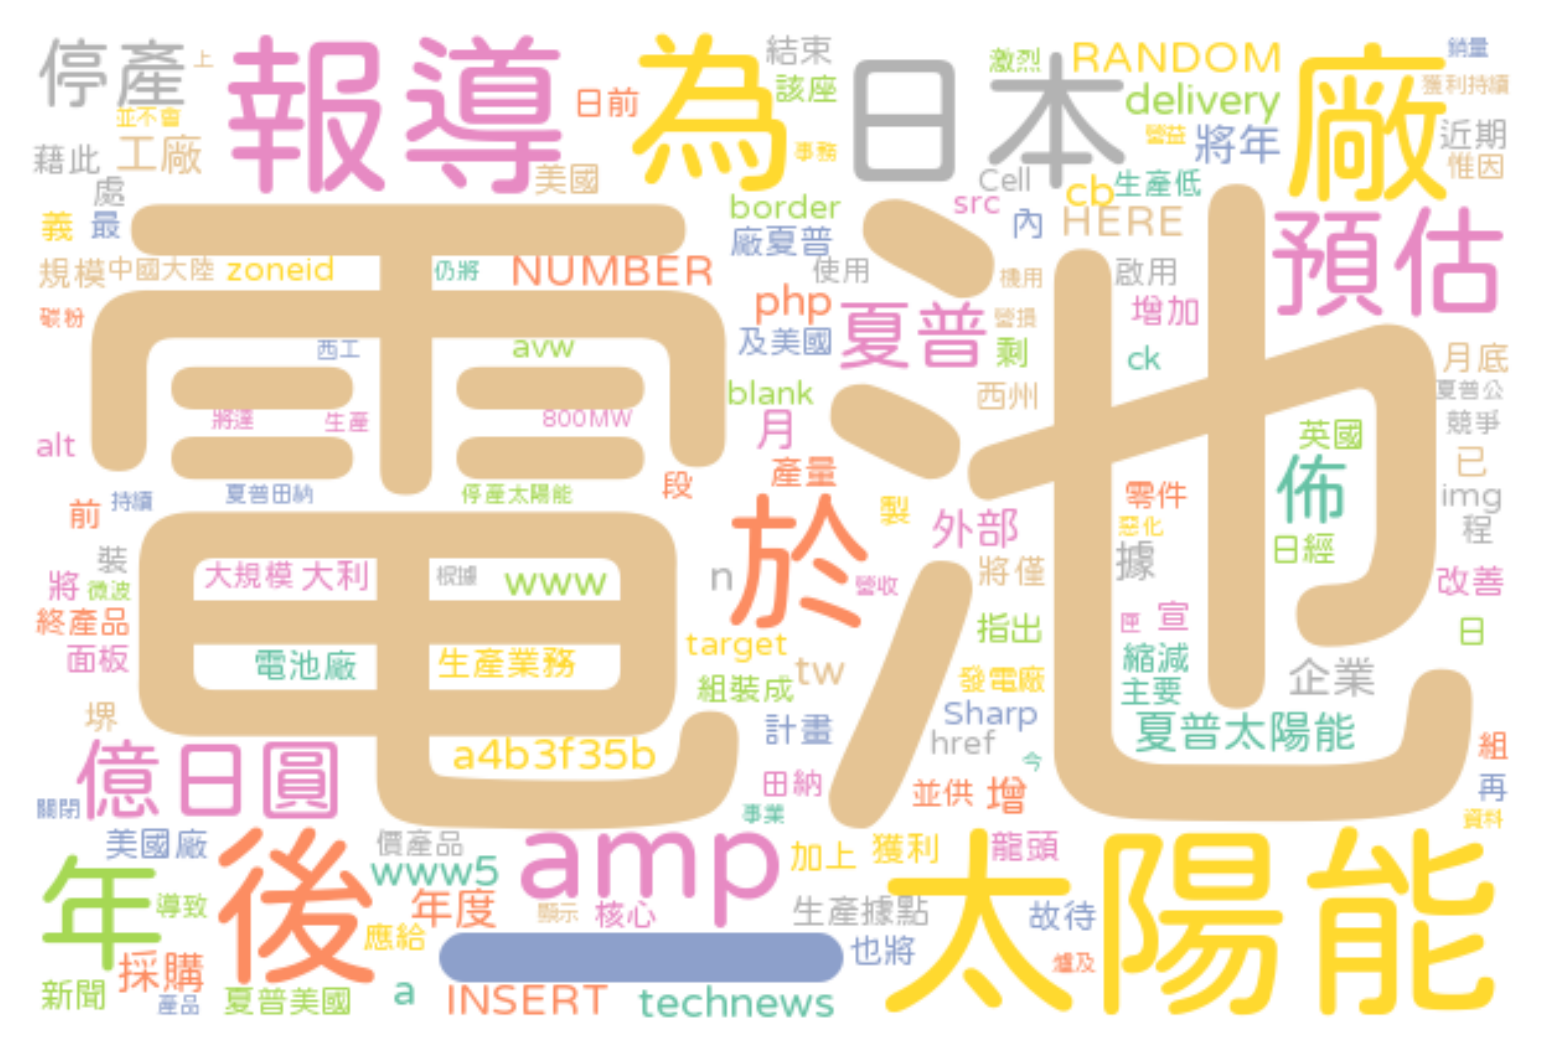 停產
上
報導
為
結束
日本
激烈
RANDOM
廠
銷量
獲利持續
並不會
日前
該座
delivery
藉此
工廠
美國
事務
營益
將年
近期
惟因
處
Cell
cb
生產低
義
最
border
src
內
HERE
預估
廠夏普
規模
中國大陸
zoneid
仍將
NUMBER
使用
機用
啟用
碳粉
php
夏普
營損
增加
西工
avw
及美國
剩
ck
月底
電池
blank
西州
夏普公
將達
生產
800MW
月
英國
競爭
alt
產量
佈
已
夏普田納
停產太陽能
段
零件
img
前
持續
製
外部
惡化
程
裝
於
日經
將
微波
大規模
大利
根據
www
n
營收
將僅
據
改善
終產品
指出
匣
宣
日
面板
電池廠
生產業務
target
縮減
tw
組裝成
發電廠
主要
企業
堺
計畫
Sharp
夏普太陽能
億日圓
a4b3f35b
href
今
組
田納
並供
增
再
關閉
事業
資料
美國廠
後
價產品
amp
加上
獲利
龍頭
太陽能
年
www5
導致
年度
顯示
核心
生產據點
故待
應給
一
也將
採購
爐及
新聞
產品
夏普美國
a
INSERT
technews